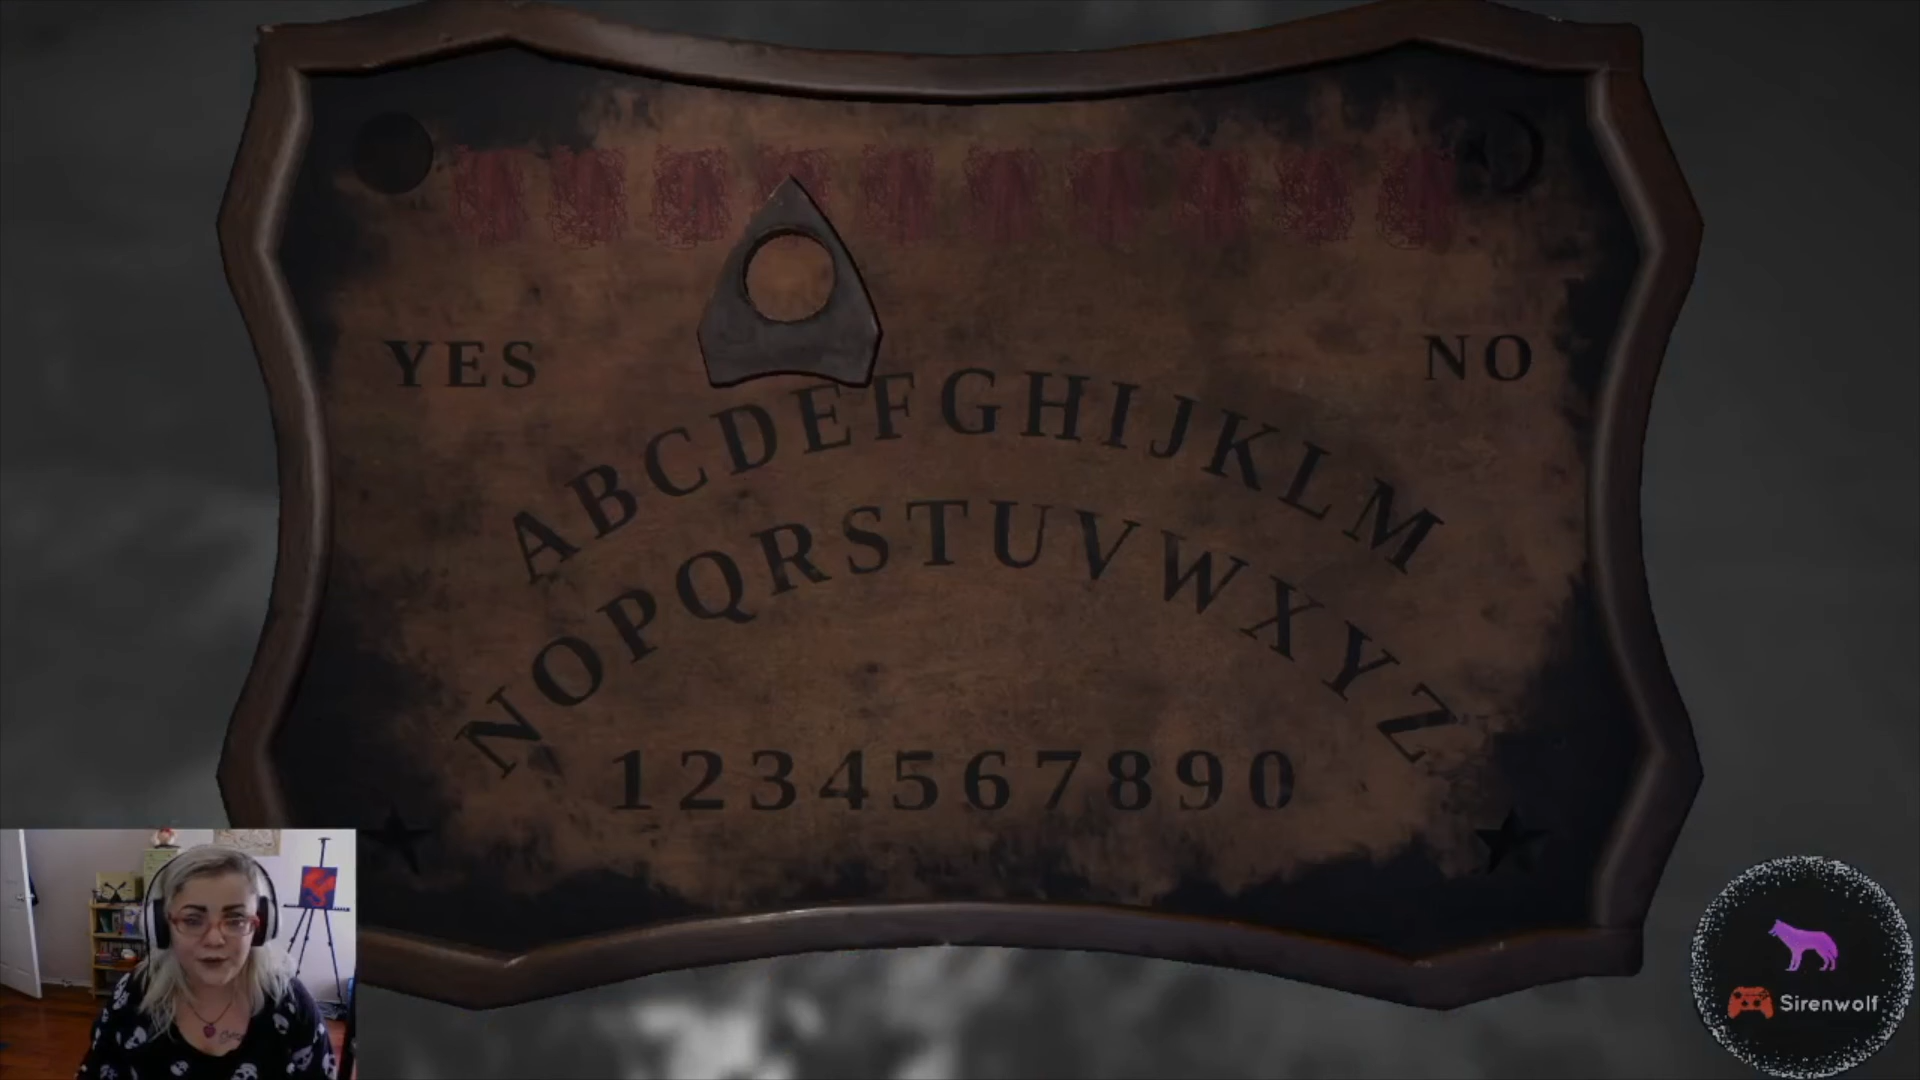 YES NO
ABCDEFGHIJKLM
NOPQRSTUVWXYZ
1234567890
Sirenwolf